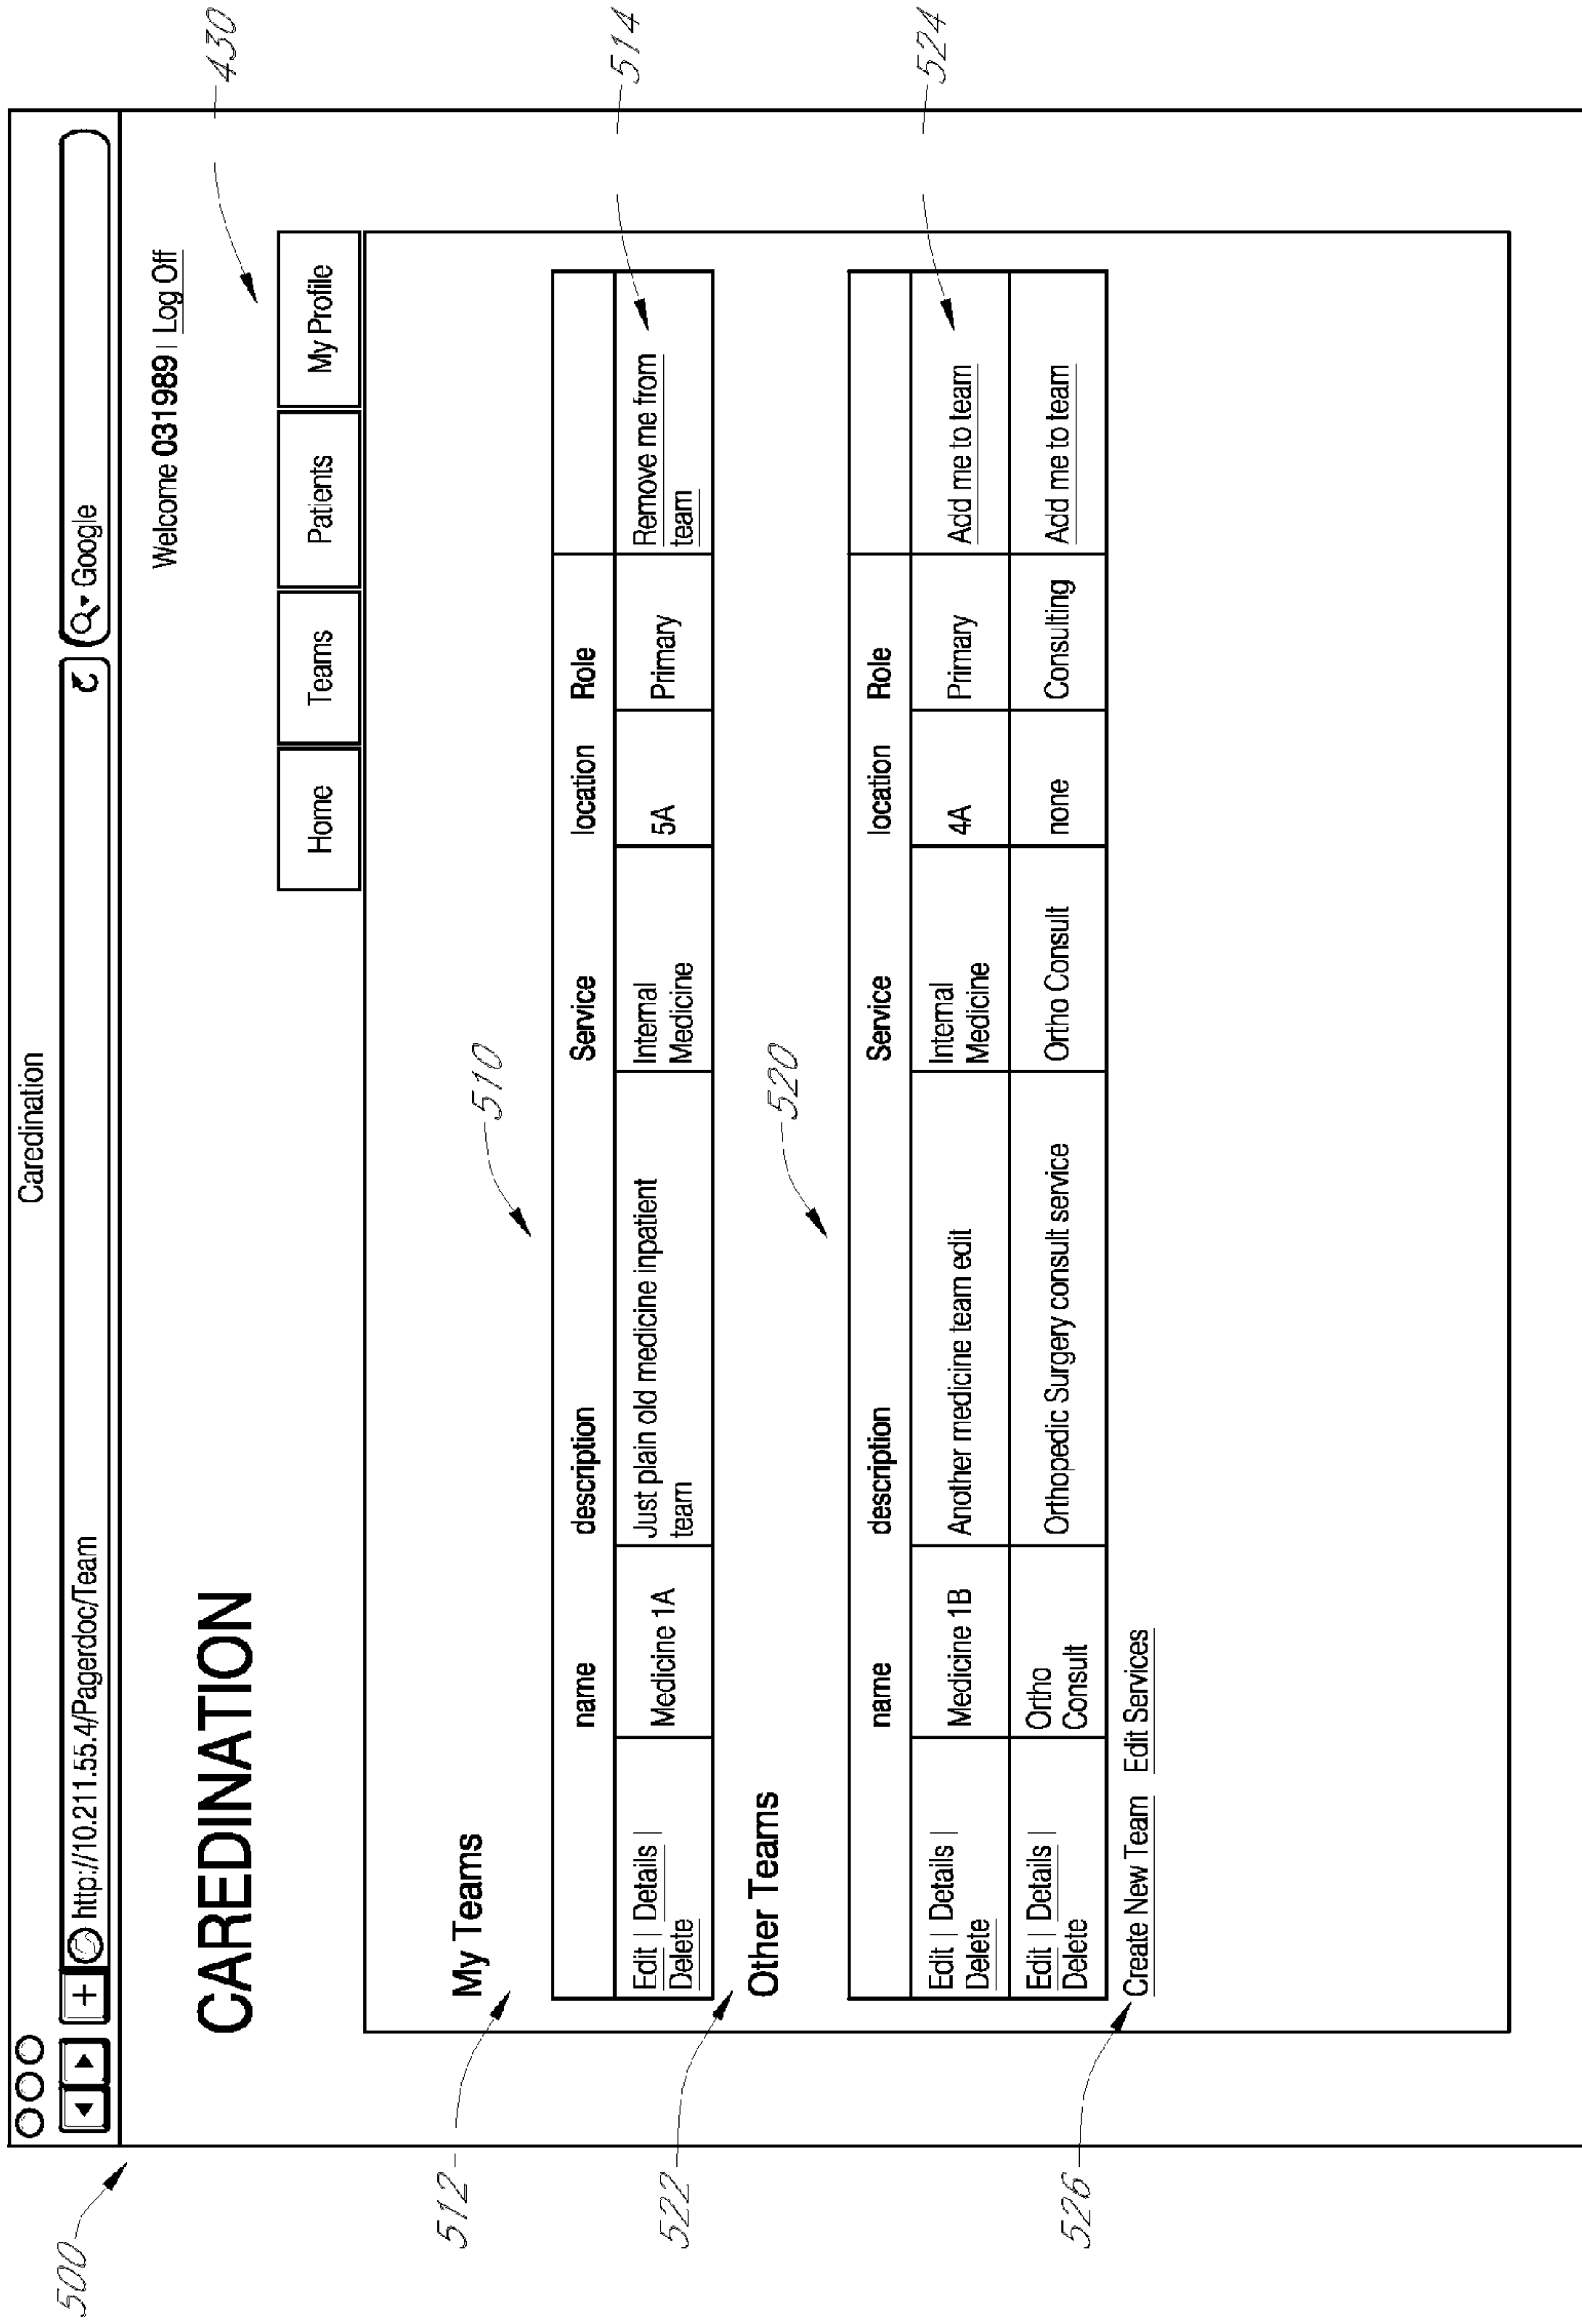 500
Caredination
http://10.211.55.4/Pagerdoc/Team
Google
Welcome 031989 | Log Off
CAREDINATION
430
Home
Teams
Patients
My Profile
512
My Teams
510
name
description
Service
location
Role
514
Edit | Details |
Delete
Medicine 1A
Just plain old medicine inpatient
team
Internal
Medicine
5A
Primary
Remove me from
team
522
Other Teams
520
name
description
Service
location
Role
524
Edit | Details |
Delete
Medicine 1B
Another medicine team edit
Internal
Medicine
4A
Primary
Add me to team
Edit | Details |
Delete
Ortho
Consult
Orthopedic Surgery consult service
Ortho Consult
none
Consulting
Add me to team
526
Create New Team Edit Services